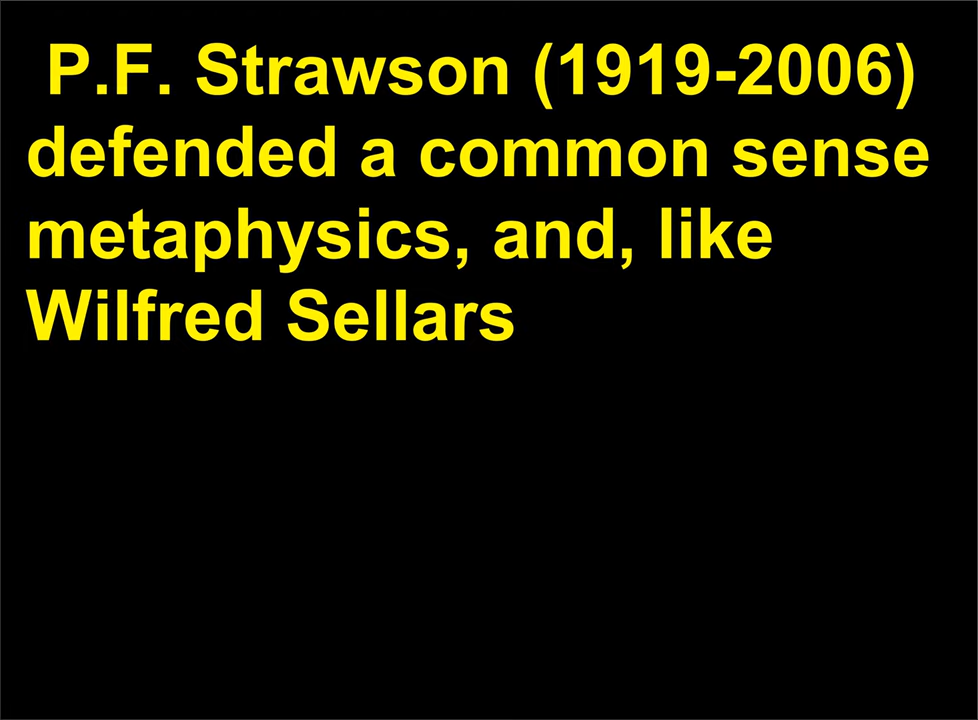 P.F. Strawson (1919-2006)
defended a common sense
metaphysics, and, like
Wilfred Sellars